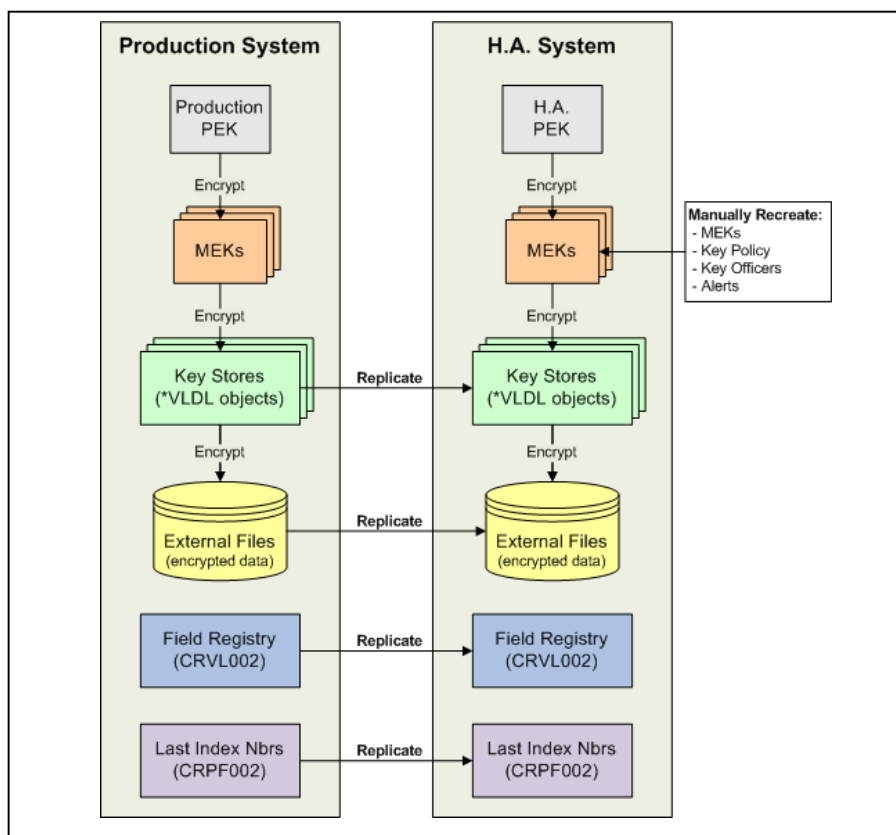 Production System
H.A. System
Production
PEK
H.A.
PEK
Encrypt
Encrypt
Manually Recreate:
- MEKs
- Key Policy
- Key Officers
- Alerts
MEKs
MEKs
Encrypt
Encrypt
Key Stores
(*VLDL objects)
Replicate
Key Stores
(*VLDL objects)
Encrypt
Encrypt
External Files
(encrypted data)
Replicate
External Files
(encrypted data)
Field Registry
(CRVL002)
Replicate
Field Registry
(CRVL002)
Last Index Nbrs
(CRPF002)
Replicate
Last Index Nbrs
(CRPF002)